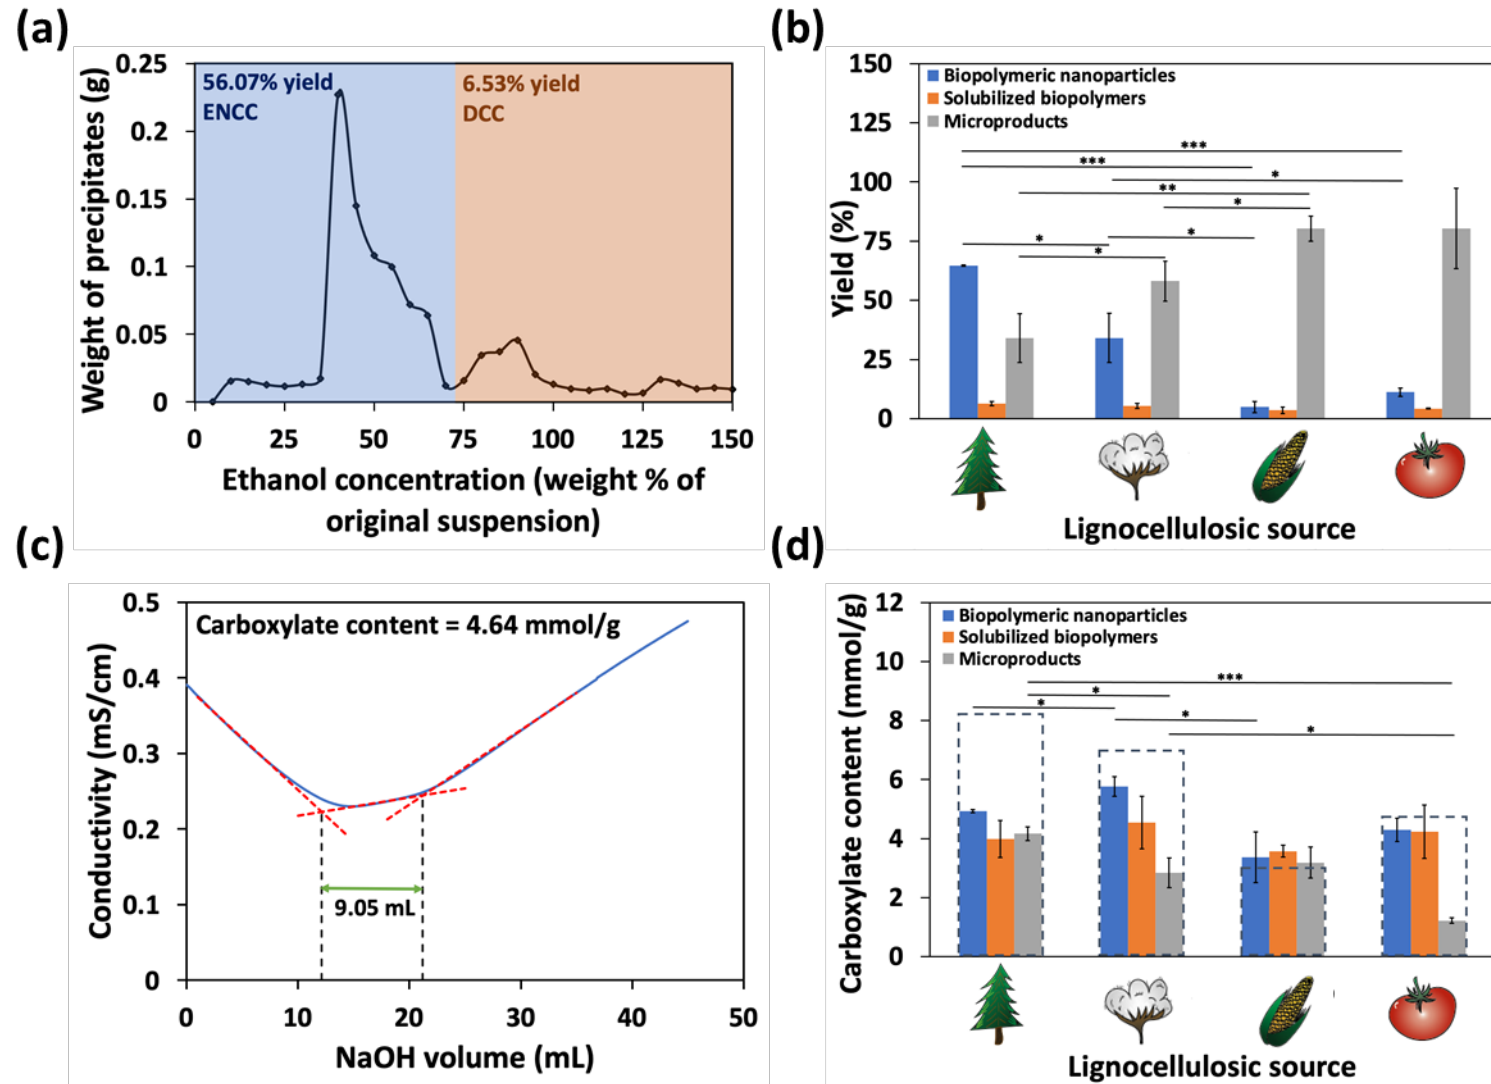 (a)
0.25
0.2
0.15
0.1
0.05
0
Weight of precipitates (g)
56.07% yield
ENCC
6.53% yield
DCC
0 25 50 75 100 125 150
Ethanol concentration (weight % of
original suspension)
(b)
150
125
100
75
50
25
0
Yield (%)
Biopolymeric nanoparticles
Solubilized biopolymers
Microproducts
***
***
*
**
*
*
*
*
Lignocellulosic source
(c)
0.5
0.4
0.3
0.2
0.1
0
Conductivity (mS/cm)
Carboxylate content = 4.64 mmol/g
9.05 mL
0 10 20 30 40 50
NaOH volume (mL)
(d)
12
10
8
6
4
2
0
Carboxylate content (mmol/g)
Biopolymeric nanoparticles
Solubilized biopolymers
Microproducts
***
*
*
*
*
Lignocellulosic source